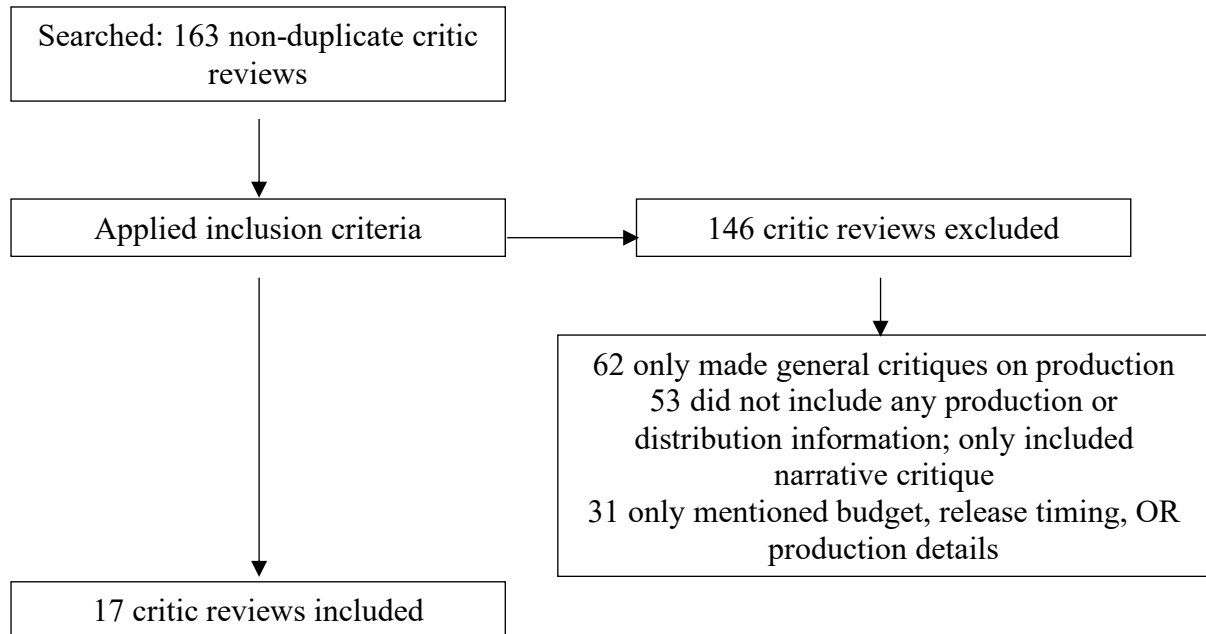 Searched: 163 non-duplicate critic
reviews
Applied inclusion criteria
146 critic reviews excluded
62 only made general critiques on production
53 did not include any production or
distribution information; only included
narrative critique
31 only mentioned budget, release timing, OR
production details
17 critic reviews included